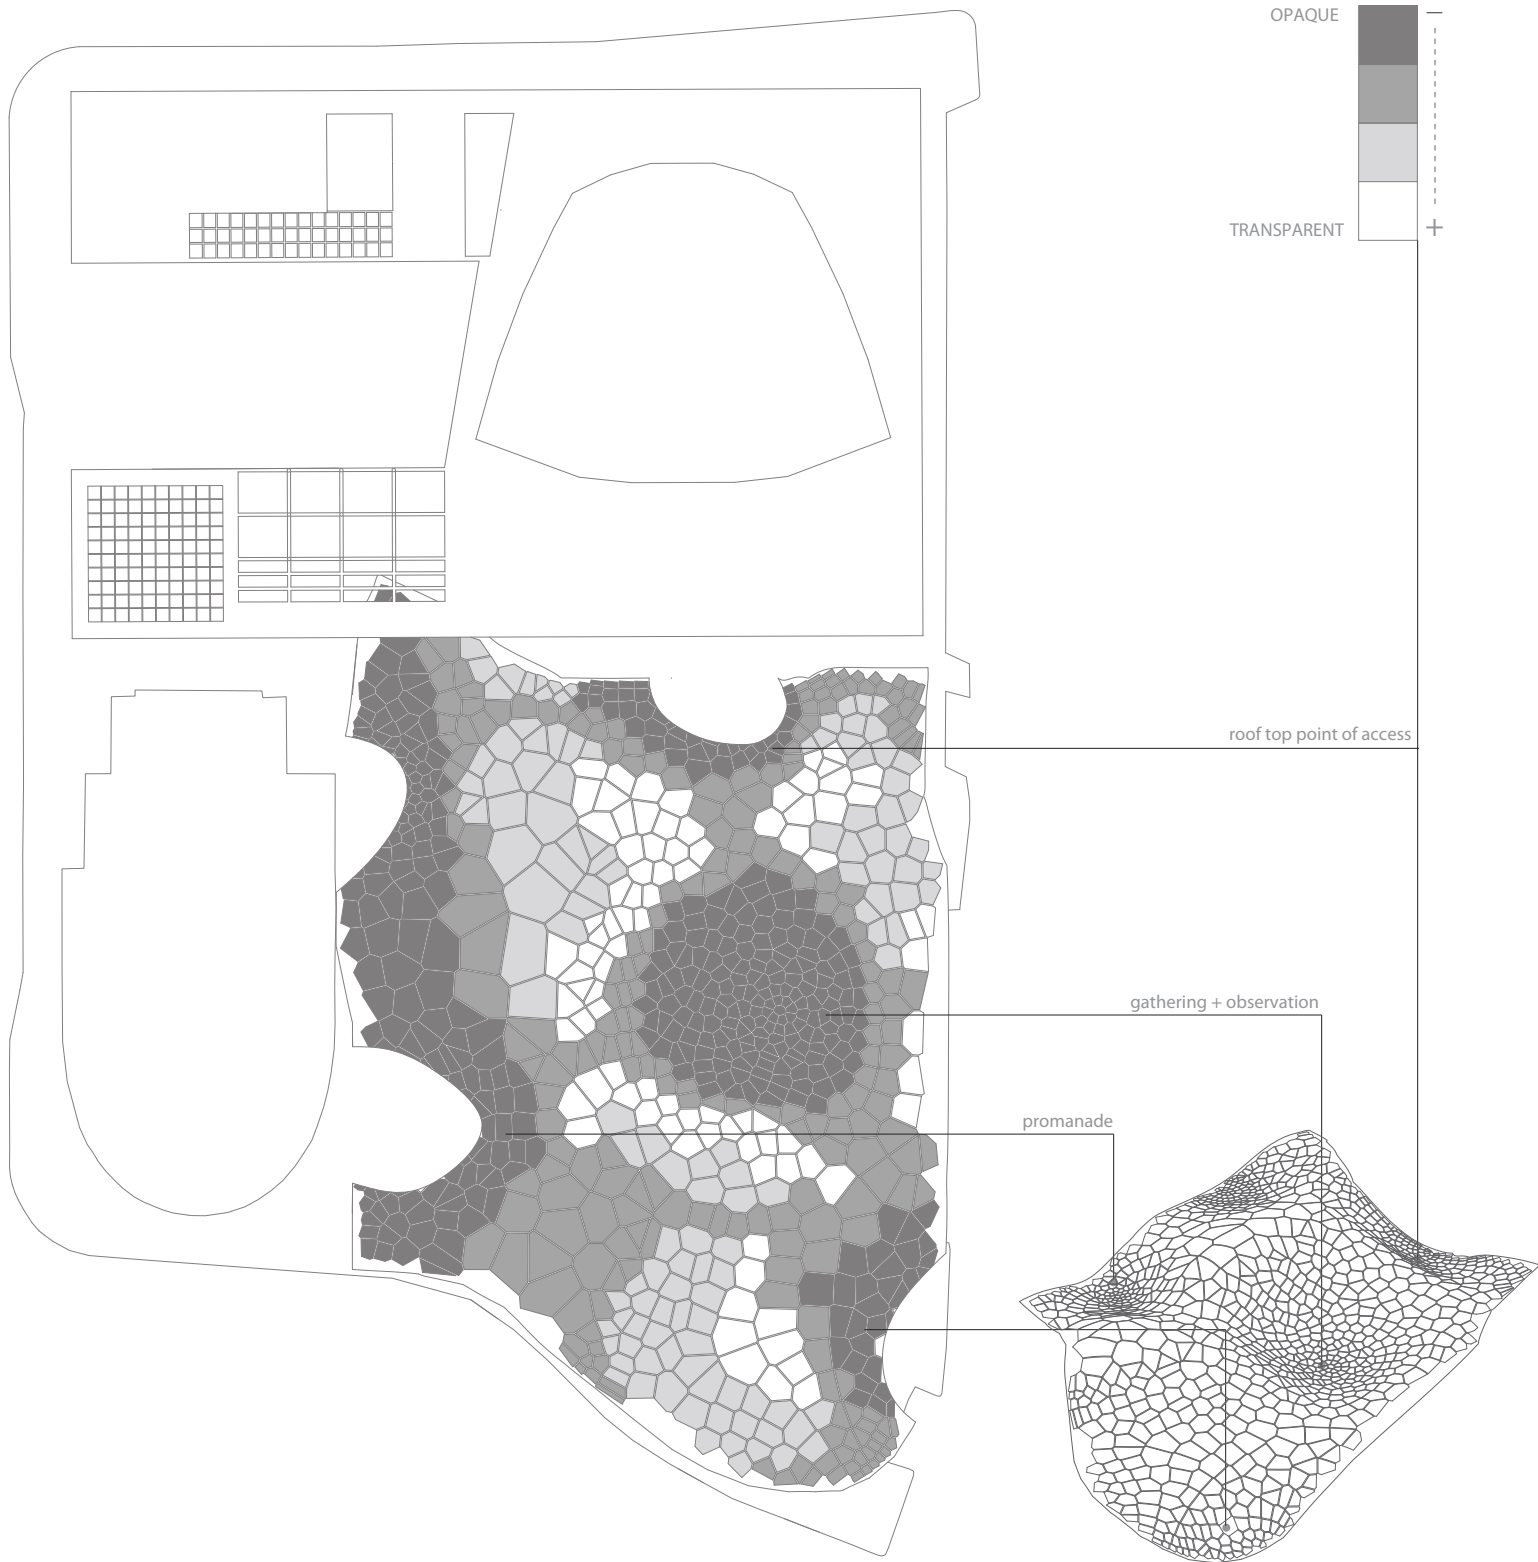 OPAQUE
−
TRANSPARENT
+
roof top point of access
gathering + observation
promanade